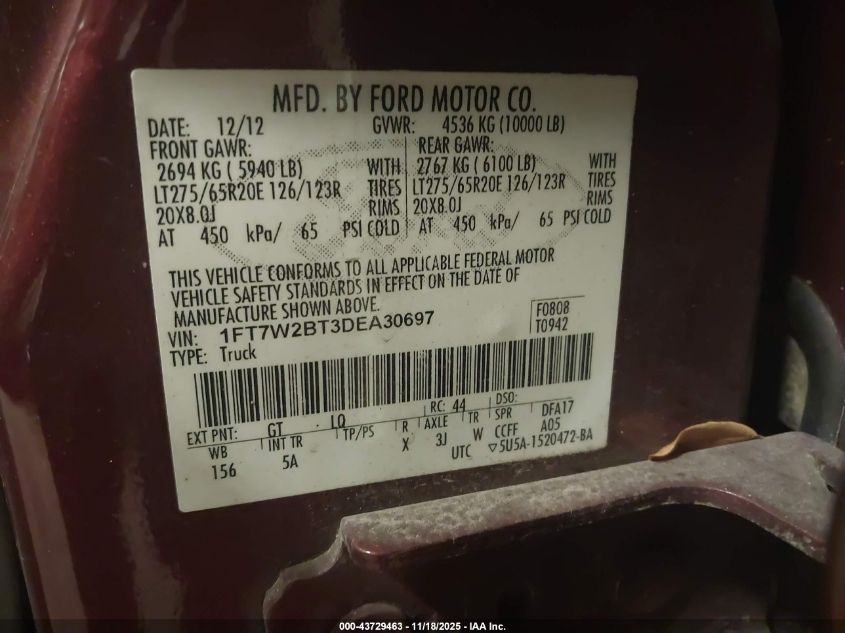 MFD. BY FORD MOTOR CO.
DATE: 12/12 GVWR: 4536 KG (10000 LB)
FRONT GAWR: REAR GAWR:
2694 KG ( 5940 LB) WITH 2767 KG ( 6100 LB) WITH
LT275/65R20E 126/123R TIRES LT275/65R20E 126/123R TIRES
20X8.0J RIMS 20X8.0J RIMS
AT 450 kPa/ 65 PSI COLD AT 450 kPa/ 65 PSI COLD
THIS VEHICLE CONFORMS TO ALL APPLICABLE FEDERAL MOTOR
VEHICLE SAFETY STANDARDS IN EFFECT ON THE DATE OF
MANUFACTURE SHOWN ABOVE.
VIN: 1FT7W2BT3DEA30697
TYPE: Truck
F0808
T0942
EXT PNT: GT LQ RC: 44 DSO:
WB INT TR TP/PS R AXLE TR SPR DFA17
156 5A X 3J W CCFF A05
UTC ▽5U5A-1520472-BA
000-43729463 - 11/18/2025 - IAA Inc.